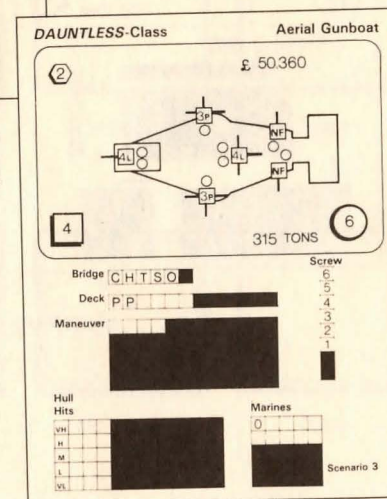 DAUNTLESS-Class Aerial Gunboat
2 £ 50.360
3P
NF
4L 4L
NF
3P
4 315 TONS 6
Bridge C H T S O
Deck P P
Maneuver
Screw
6
5
4
3
2
1
Hull
Hits
VH
H
M
L
VL
Marines
O
Scenario 3